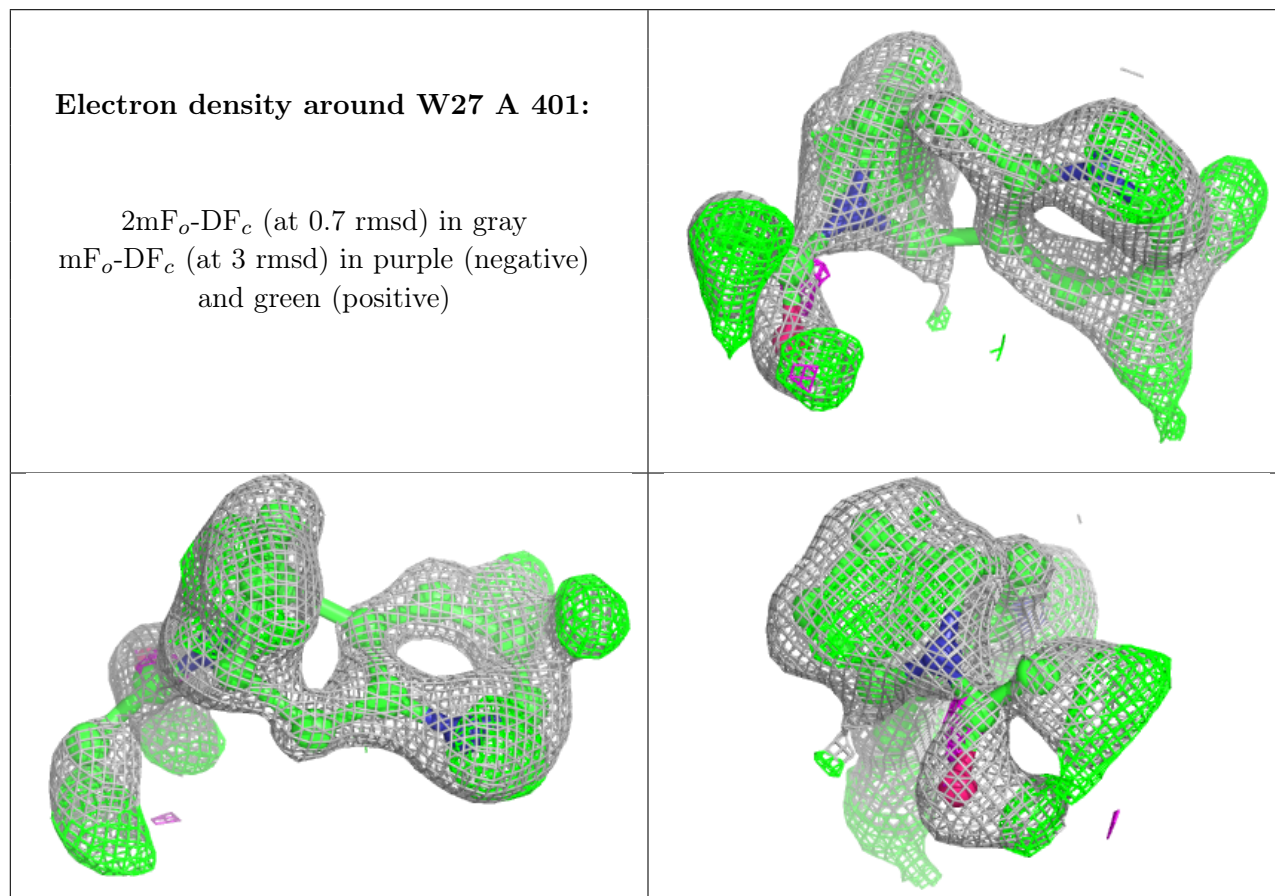 Electron density around W27 A 401:
2mFo-DFc (at 0.7 rmsd) in gray
mFo-DFc (at 3 rmsd) in purple (negative)
and green (positive)